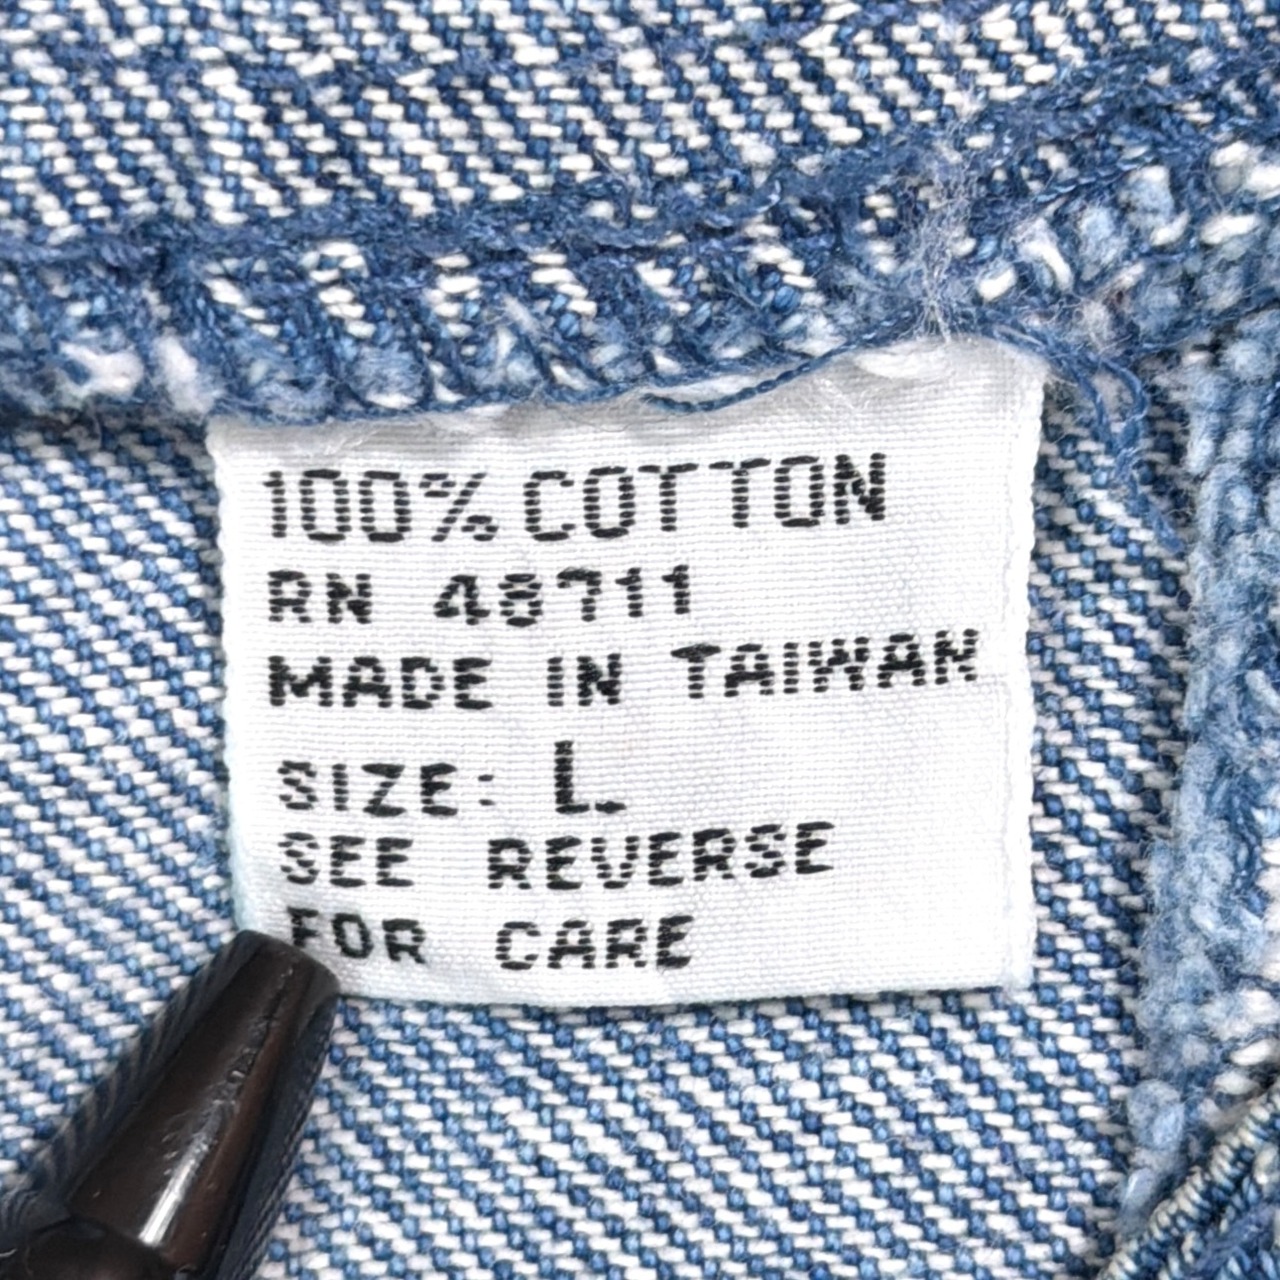 100% COTTON
RN 48711
MADE IN TAIWAN
SIZE: L
SEE REVERSE
FOR CARE